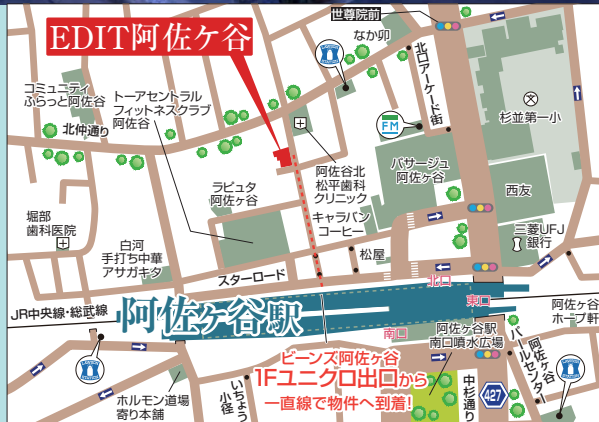 世尊院前
EDIT阿佐ケ谷
なか卯
北口アーケード街
コミュニティ
ふらっと阿佐谷
トーアセントラル
フィットネスクラブ
阿佐谷
北仲通り
FM
杉並第一小
阿佐谷北
松平歯科
クリニック
パサージュ
阿佐ヶ谷
西友
ラピュタ
阿佐ヶ谷
キャラバン
コーヒー
堀部
歯科医院
白河
手打ち中華
アサガキタ
松屋
三菱UFJ
銀行
スターロード
北口
東口
JR中央線・総武線
阿佐ケ谷駅
阿佐ヶ谷
ホープ軒
南口
阿佐ヶ谷駅
南口噴水広場
ビーンズ阿佐ヶ谷
1Fユニクロ出口から
一直線で物件へ到着!
ホルモン道場
寄り本舗
いちょう
小径
中杉通り
427
阿佐ヶ谷
パールセンター